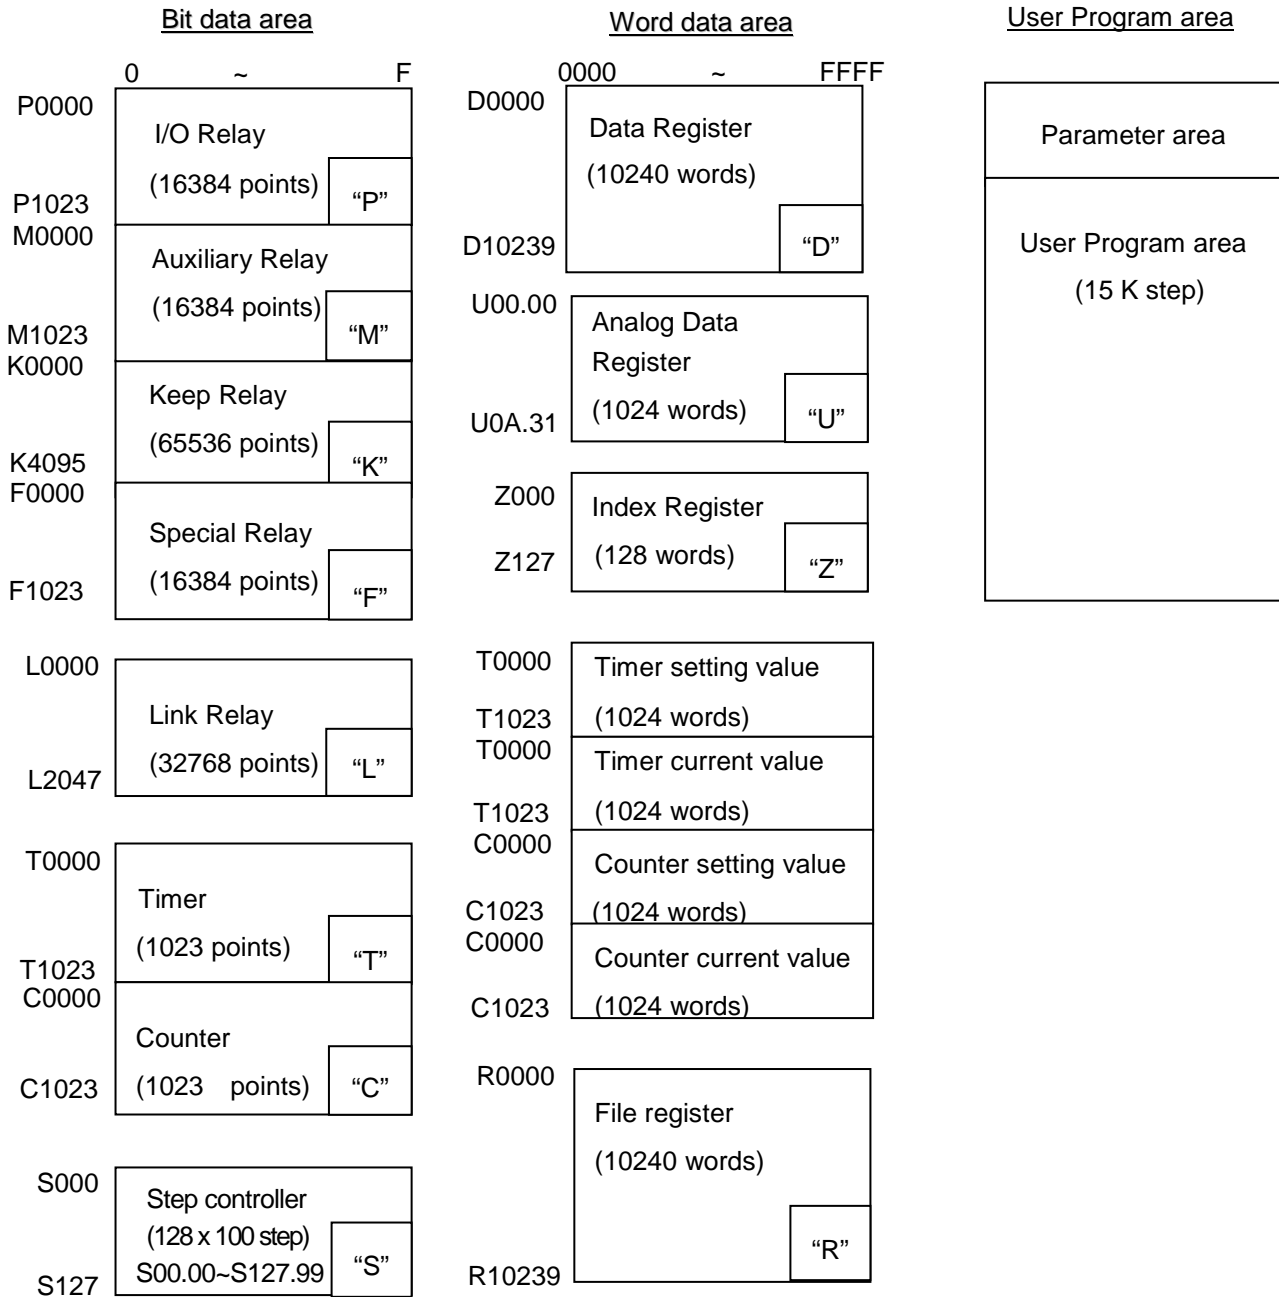 Bit data area
0 ~ F
P0000
I/O Relay
(16384 points)
“P”
P1023
M0000
Auxiliary Relay
(16384 points)
“M”
M1023
K0000
Keep Relay
(65536 points)
“K”
K4095
F0000
Special Relay
(16384 points)
“F”
F1023
L0000
Link Relay
(32768 points)
“L”
L2047
T0000
Timer
(1023 points)
“T”
T1023
C0000
Counter
(1023 points)
“C”
C1023
S000
Step controller
(128 x 100 step)
S00.00~S127.99
“S”
S127
Word data area
0000 ~ FFFF
D0000
Data Register
(10240 words)
“D”
D10239
U00.00
Analog Data
Register
(1024 words)
“U”
U0A.31
Z000
Index Register
(128 words)
“Z”
Z127
T0000
Timer setting value
(1024 words)
T1023
T0000
Timer current value
(1024 words)
T1023
C0000
Counter setting value
(1024 words)
C1023
C0000
Counter current value
(1024 words)
C1023
R0000
File register
(10240 words)
“R”
R10239
User Program area
Parameter area
User Program area
(15 K step)